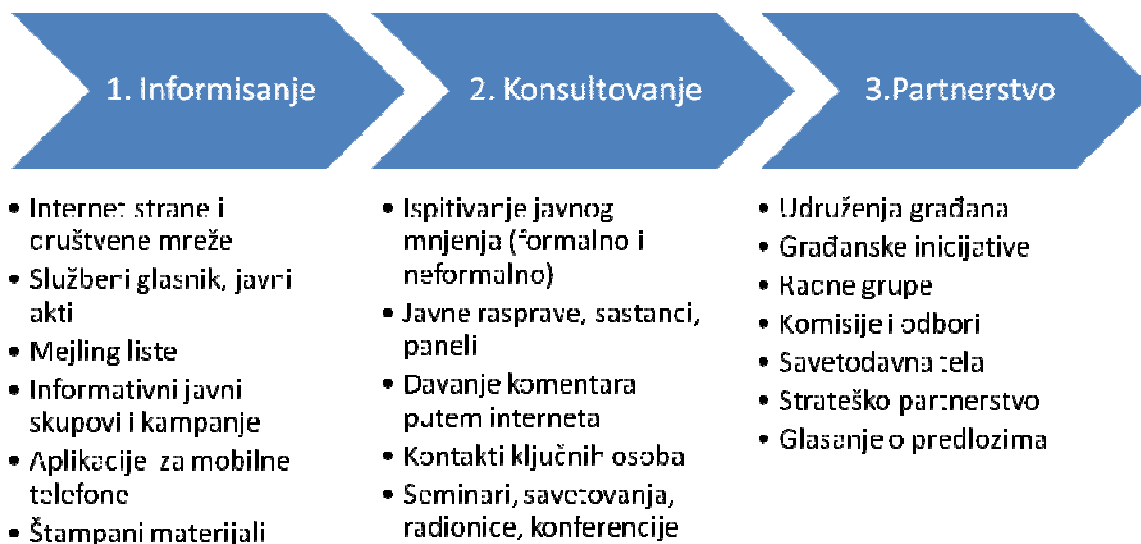 1. Informisanje
• Internet strane i
društvene mreže
• Službeni glasnik, javni
akti
• Mejling liste
• Informativni javni
skupovi i kampanje
• Aplikacije za mobilne
telefone
• Štampani materijali
2. Konsultovanje
• Ispitivanje javnog
mnjenja (formalno i
neformalno)
• Javne rasprave, sastanci,
paneli
• Davanje komentara
putem interneta
• Kontakti ključnih osoba
• Seminari, savetovanja,
radionice, konferencije
3.Partnerstvo
• Udruženja građana
• Građanske inicijative
• Radne grupe
• Komisije i odbori
• Savetodavna tela
• Strateško partnerstvo
• Glasanje o predlozima